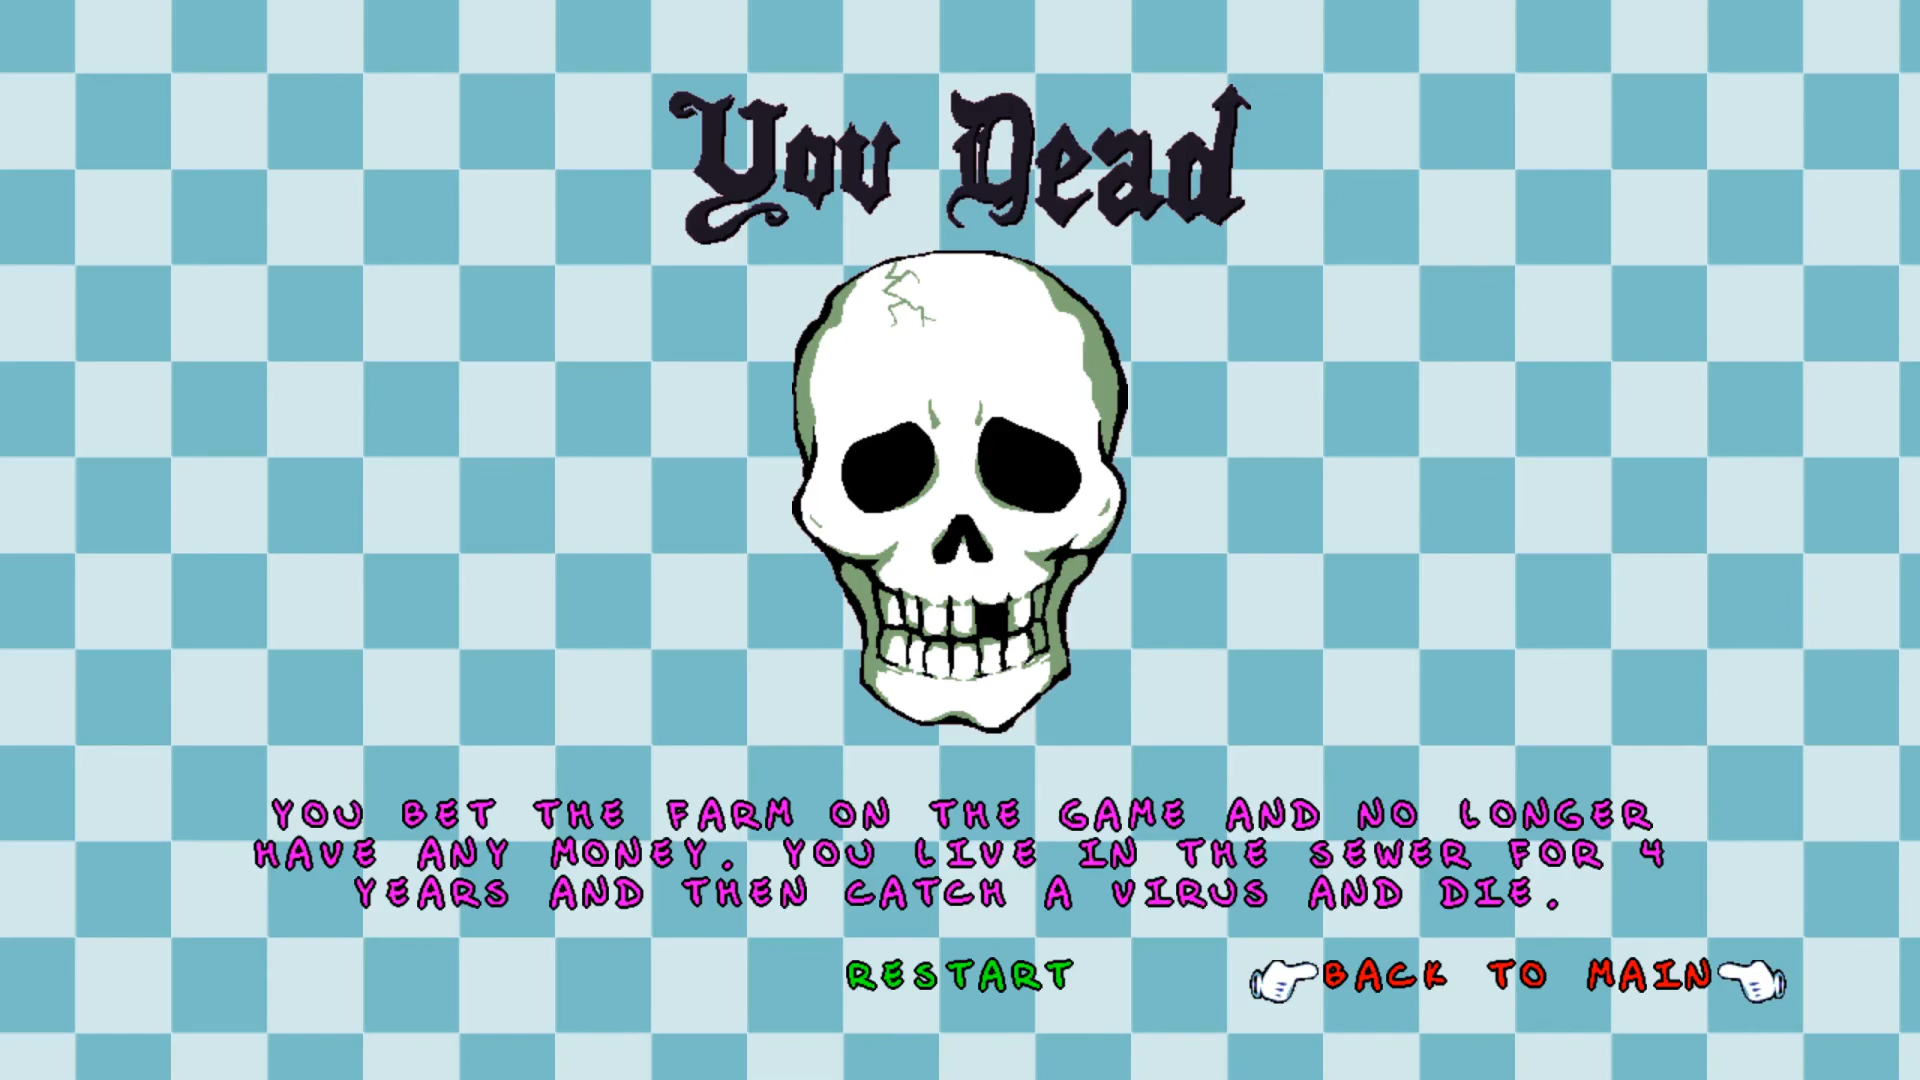 You Dead
YOU BET THE FARM ON THE GAME AND NO LONGER
HAVE ANY MONEY. YOU LIVE IN THE SEWER FOR 4
YEARS AND THEN CATCH A VIRUS AND DIE.
RESTART
BACK TO MAIN